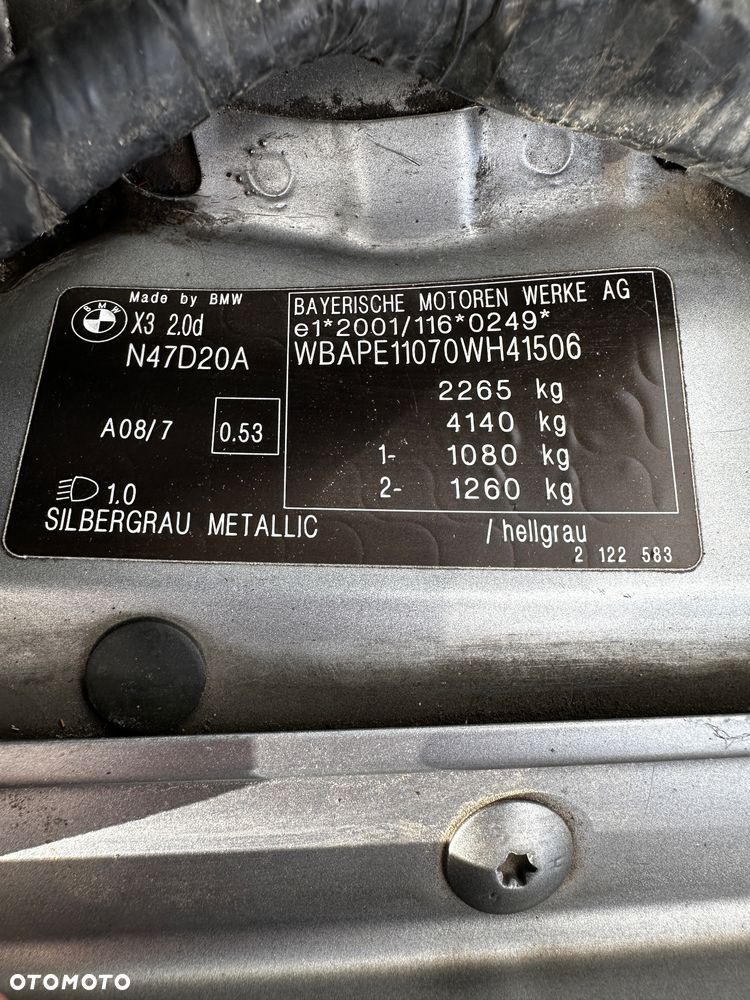 BMW
Made by BMW
X3 2.0d
N47D20A
A08/7
0.53
1.0
SILBERGRAU METALLIC
BAYERISCHE MOTOREN WERKE AG
e1*2001/116*0249*
WBAPE11070WH41506
2265 kg
4140 kg
1- 1080 kg
2- 1260 kg
/ hellgrau
2 122 583
OTOMOTO